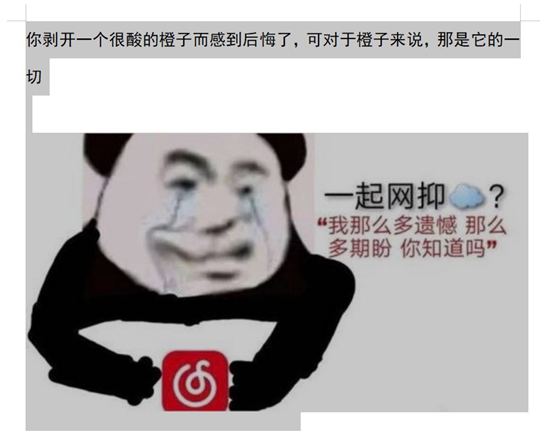 你剥开一个很酸的橙子而感到后悔了，可对于橙子来说，那是它的一
切
一起网抑☁️？
“我那么多遗憾 那么
多期盼 你知道吗”